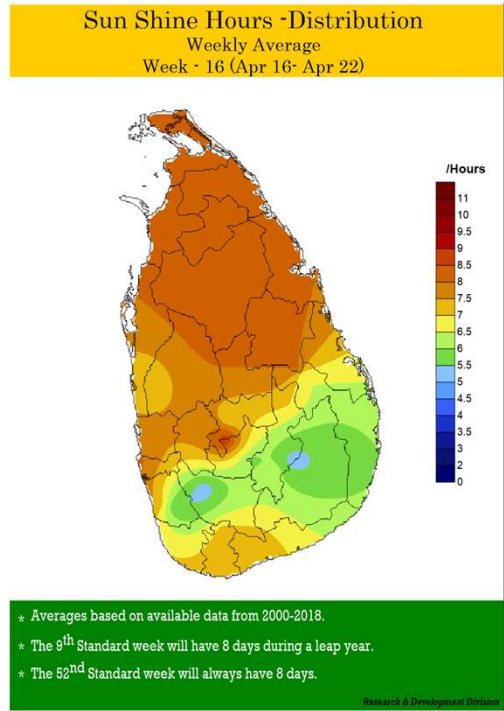 Sun Shine Hours -Distribution
Weekly Average
Week - 16 (Apr 16- Apr 22)
/Hours
11
10
9.5
9
8.5
8
7.5
7
6.5
6
5.5
5
4.5
4
3.5
3
2
0
* Averages based on available data from 2000-2018.
* The 9th Standard week will have 8 days during a leap year.
* The 52nd Standard week will always have 8 days.
Research & Development Division